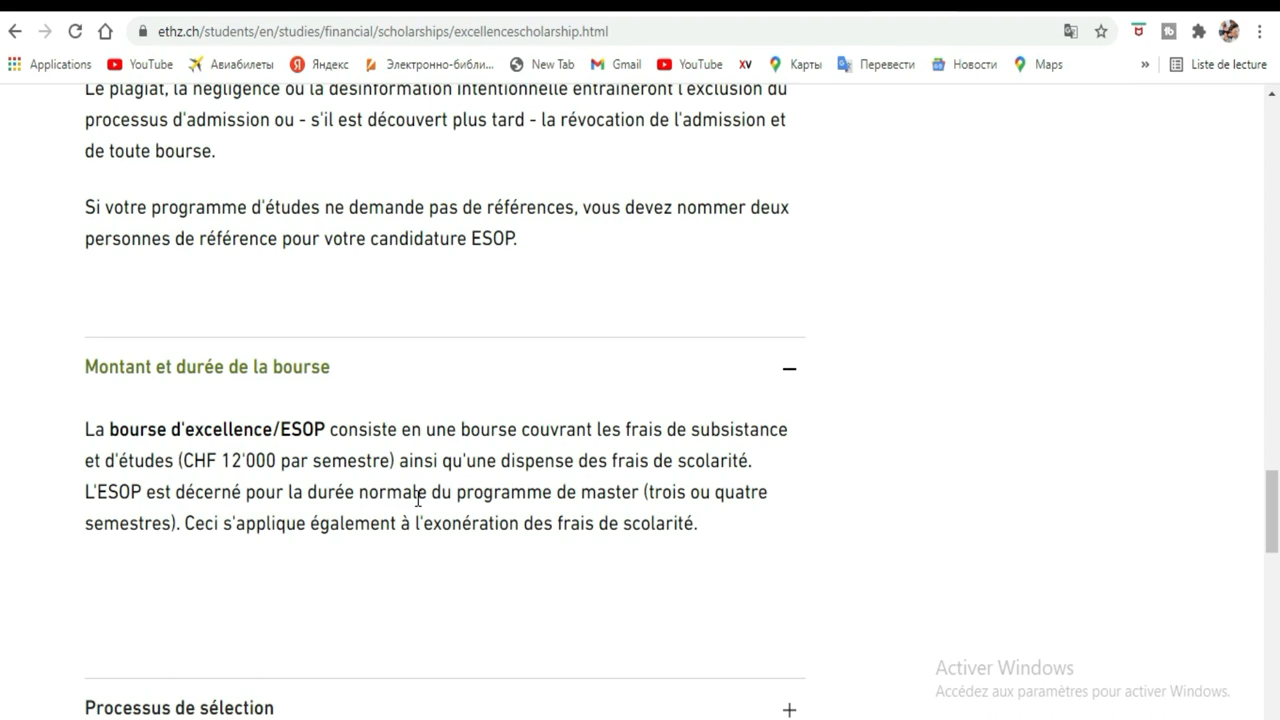 ethz.ch/students/en/studies/financial/scholarships/excellencescholarship.html
Applications YouTube Авиабилеты Яндекс Электронно-библи... New Tab Gmail YouTube XV Карты Перевести Новости Maps » Liste de lecture
Le plagiat, la négligence ou la désinformation intentionnelle entraîneront l'exclusion du
processus d'admission ou - s'il est découvert plus tard - la révocation de l'admission et
de toute bourse.
Si votre programme d'études ne demande pas de références, vous devez nommer deux
personnes de référence pour votre candidature ESOP.
Montant et durée de la bourse
La bourse d'excellence/ESOP consiste en une bourse couvrant les frais de subsistance
et d'études (CHF 12'000 par semestre) ainsi qu'une dispense des frais de scolarité.
L'ESOP est décerné pour la durée normale du programme de master (trois ou quatre
semestres). Ceci s'applique également à l'exonération des frais de scolarité.
Activer Windows
Accédez aux paramètres pour activer Windows.
Processus de sélection